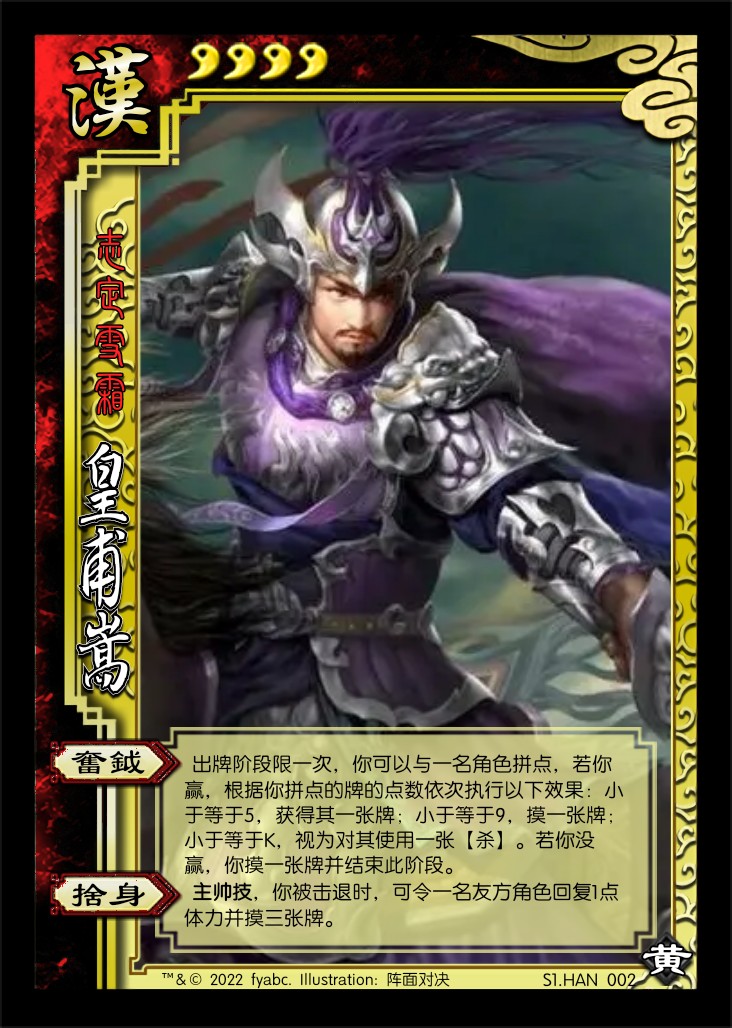 漢
志定雪霜
皇甫嵩
奮鉞
出牌阶段限一次，你可以与一名角色拼点，若你
赢，根据你拼点的牌的点数依次执行以下效果：小
于等于5，获得其一张牌；小于等于9，摸一张牌；
小于等于K，视为对其使用一张【杀】。若你没
赢，你摸一张牌并结束此阶段。
捨身
主帅技，你被击退时，可令一名友方角色回复1点
体力并摸三张牌。
™&© 2022 fyabc. Illustration: 阵面对决
S1.HAN 002
黄